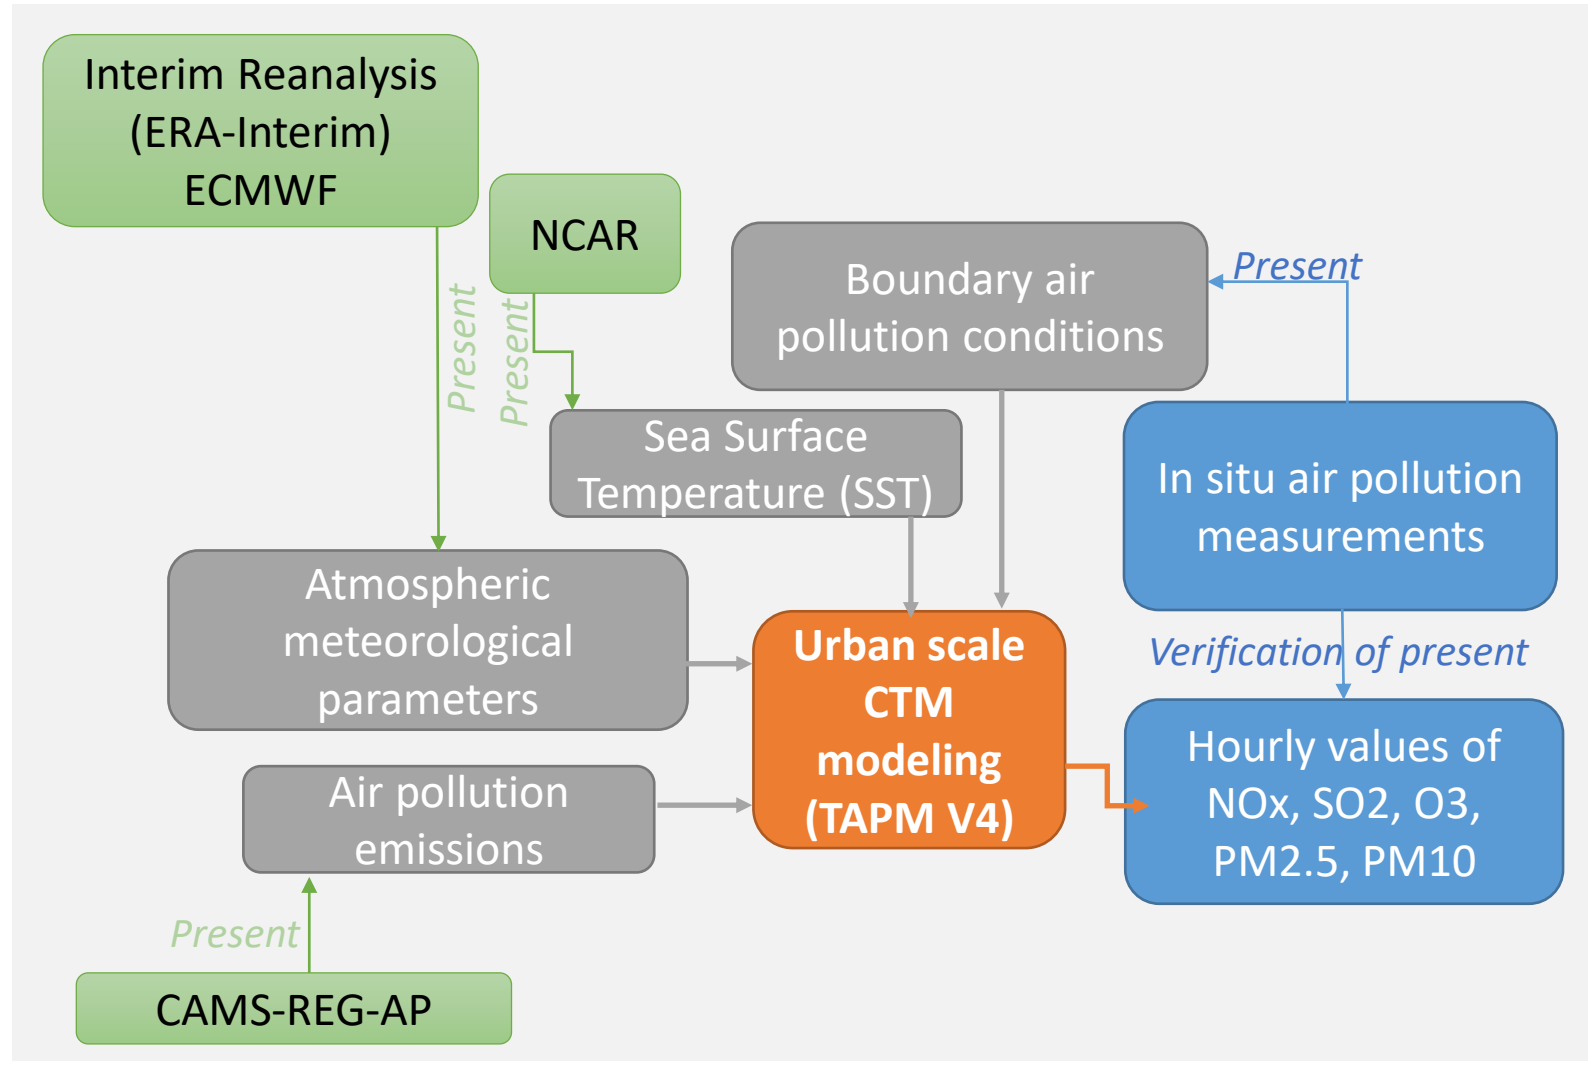 Interim Reanalysis
(ERA-Interim)
ECMWF
NCAR
Present
Present
Boundary air
pollution conditions
Present
Sea Surface
Temperature (SST)
In situ air pollution
measurements
Atmospheric
meteorological
parameters
Urban scale
CTM
modeling
(TAPM V4)
Verification of present
Hourly values of
NOx, SO2, O3,
PM2.5, PM10
Air pollution
emissions
Present
CAMS-REG-AP